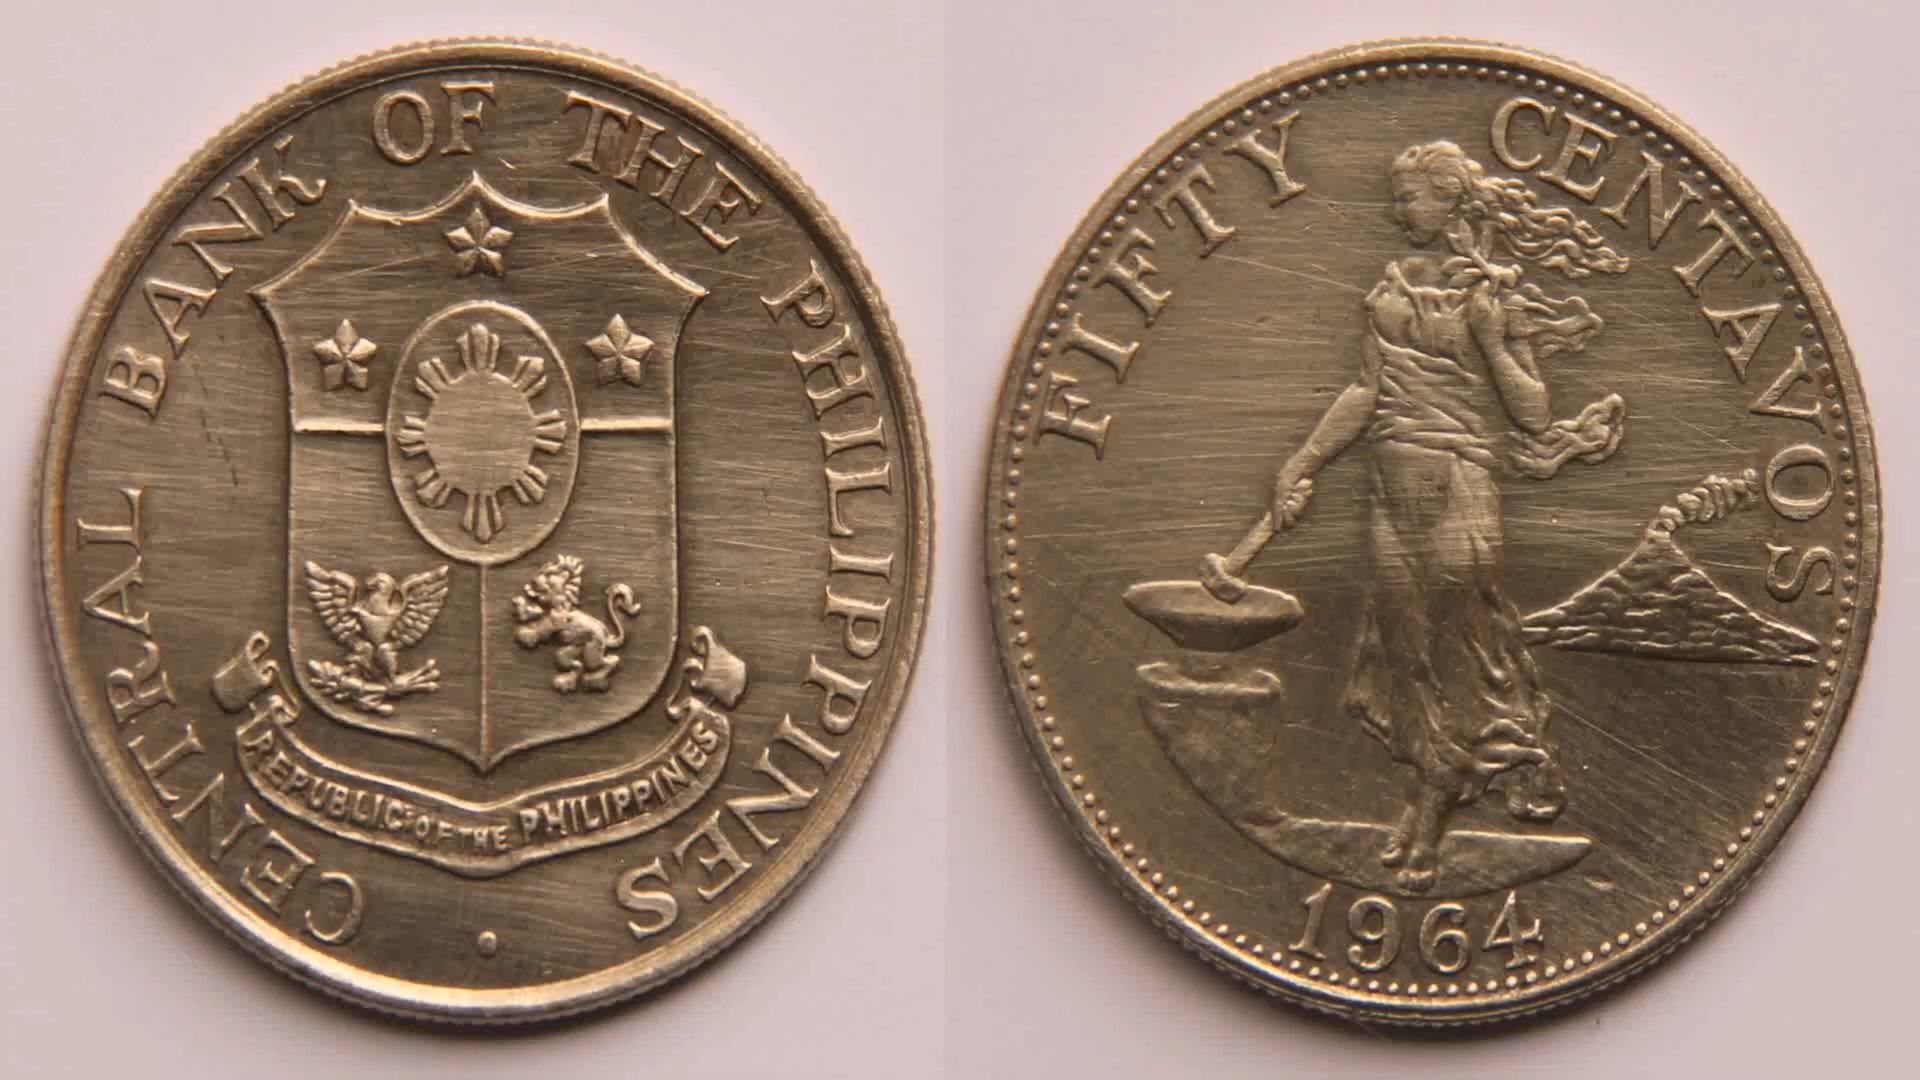 CENTRAL BANK OF THE PHILIPPINES
REPUBLIC OF THE PHILIPPINES
FIFTY CENTAVOS
1964